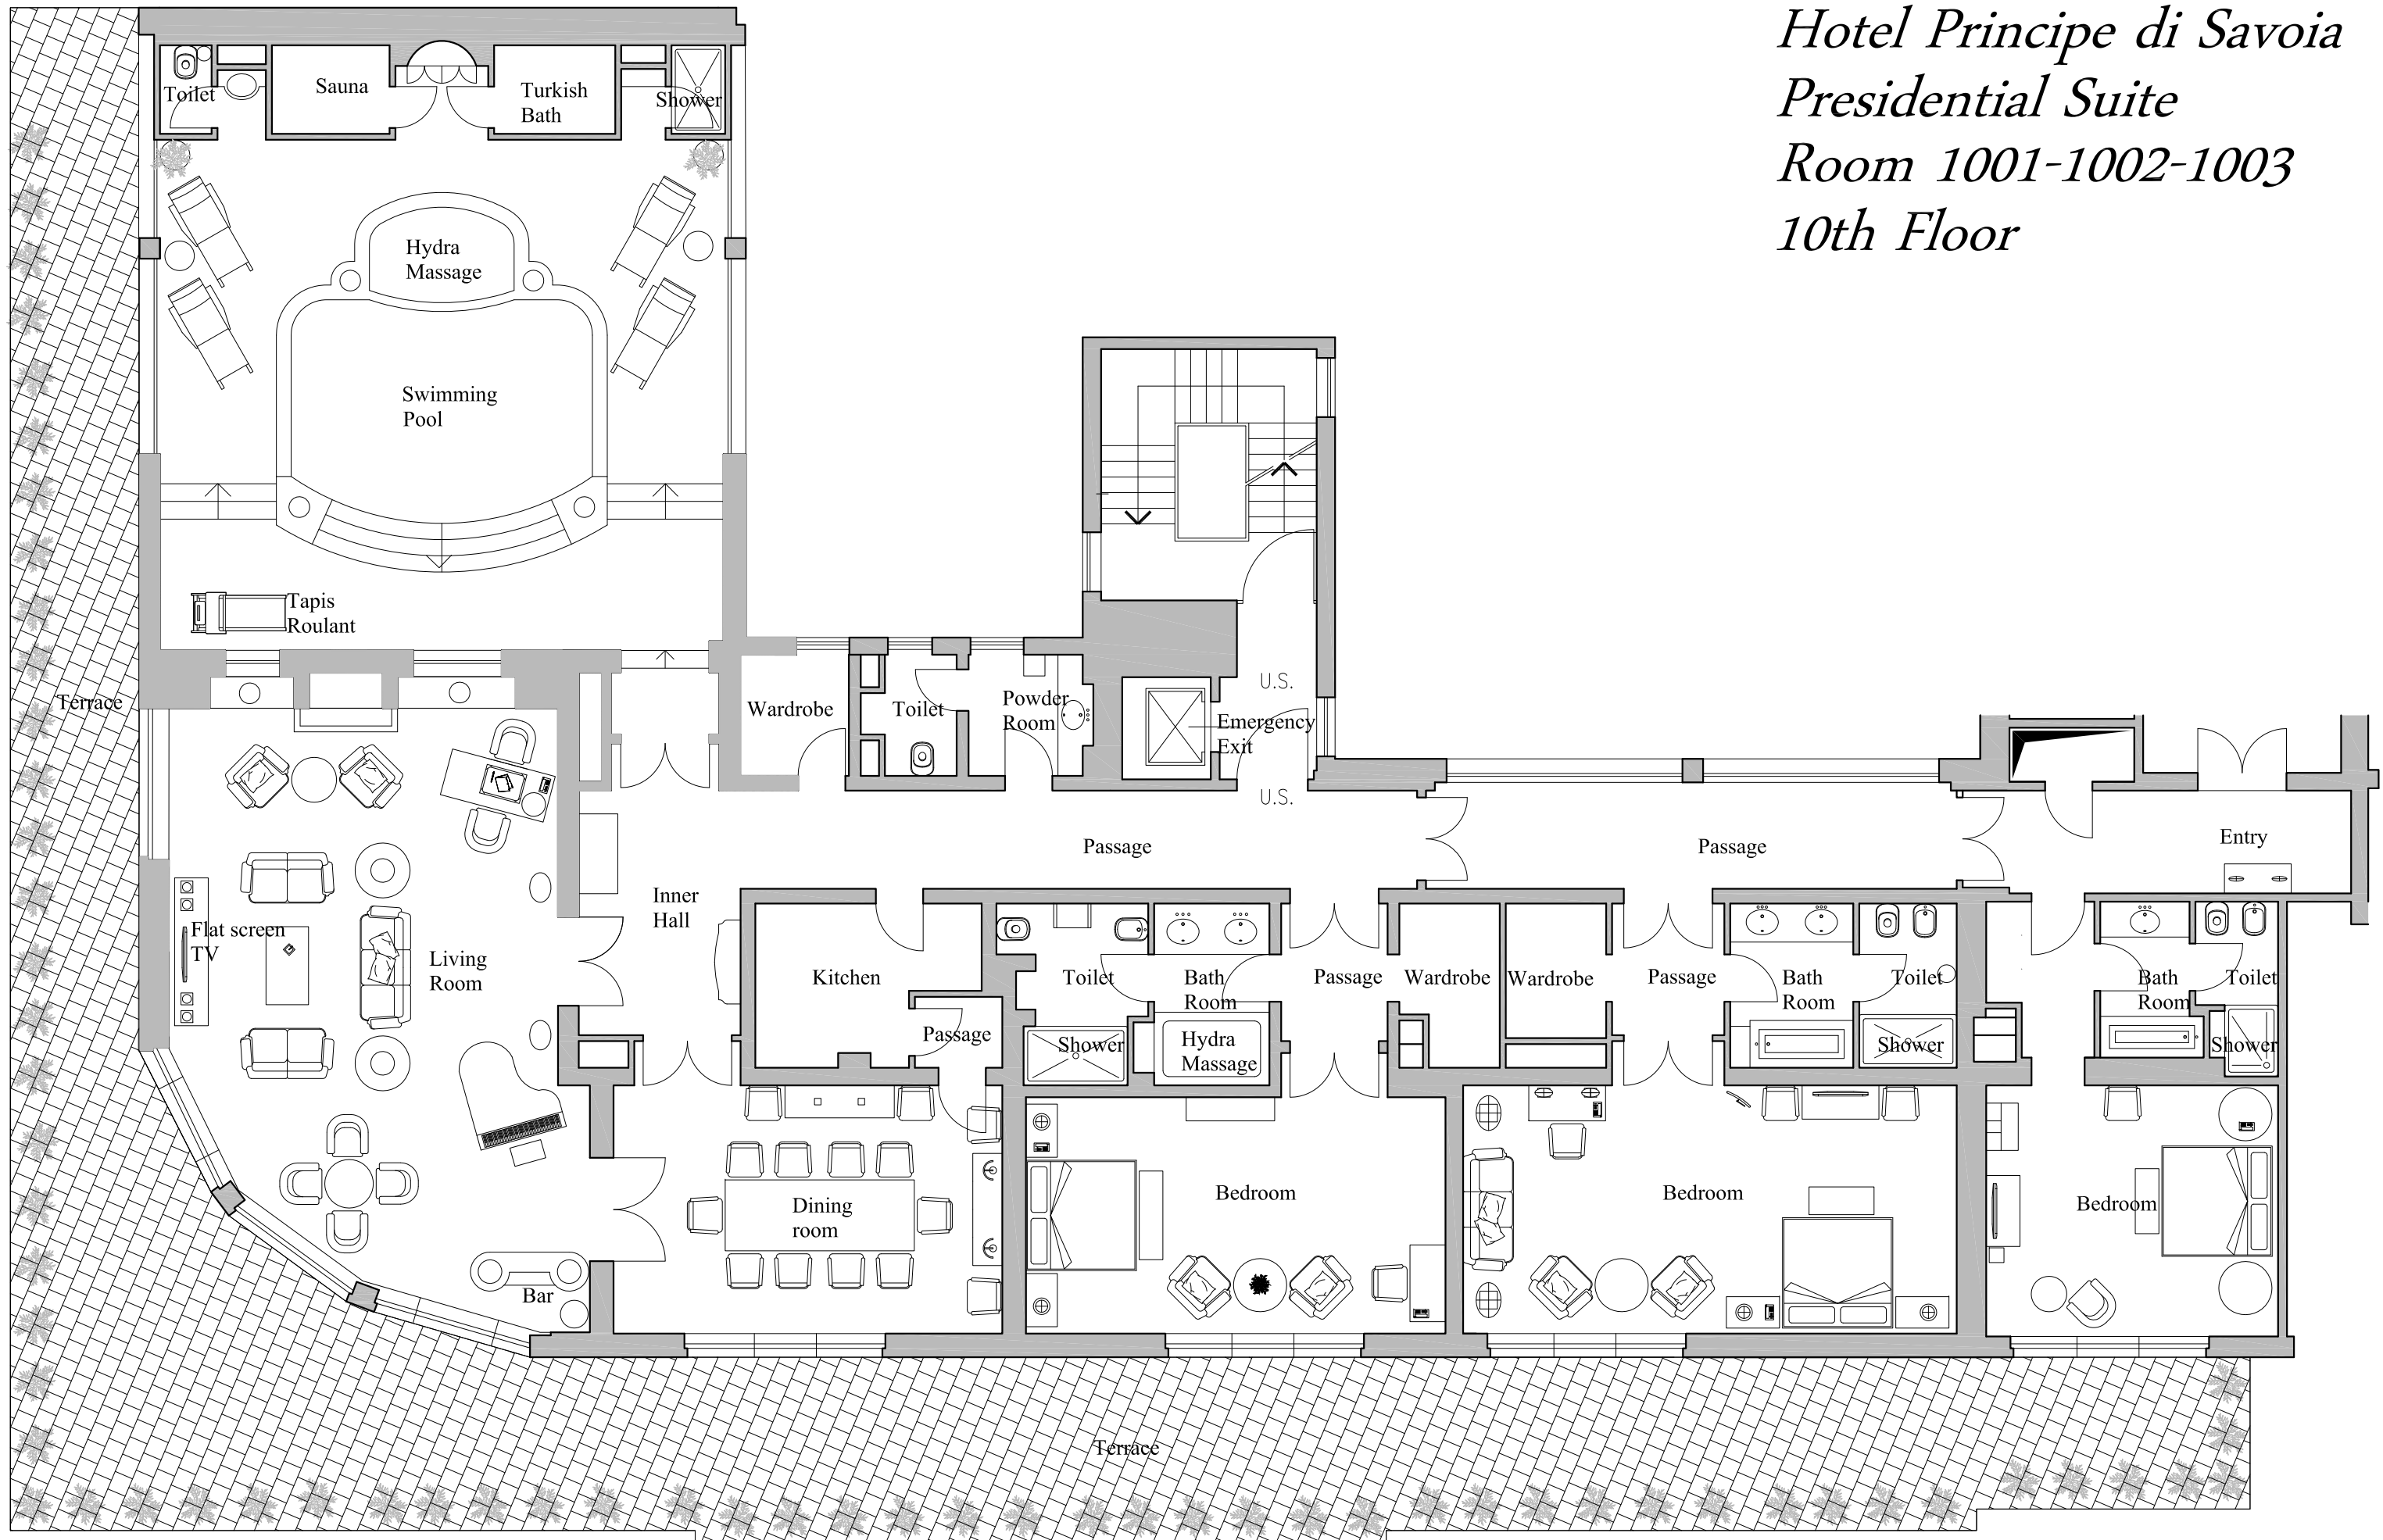 Hotel Principe di Savoia
Presidential Suite
Room 1001-1002-1003
10th Floor
Toilet
Sauna
Turkish
Bath
Shower
Hydra
Massage
Swimming
Pool
Tapis
Roulant
Terrace
Wardrobe
Toilet
Powder
Room
U.S.
Emergency
Exit
U.S.
Passage
Passage
Entry
Inner
Hall
Flat screen
TV
Living
Room
Kitchen
Passage
Toilet
Bath
Room
Shower
Hydra
Massage
Passage
Wardrobe
Wardrobe
Passage
Bath
Room
Toilet
Shower
Bath
Room
Toilet
Shower
Dining
room
Bedroom
Bedroom
Bedroom
Bar
Terrace